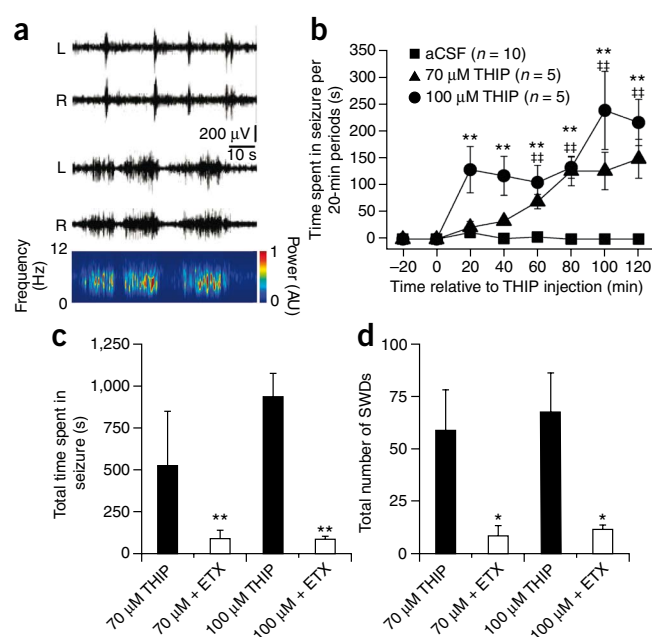 a
L
R
200 µV
10 s
L
R
12
Frequency
(Hz)
0
1
0
Power (AU)
b
aCSF (n = 10)
70 µM THIP (n = 5)
100 µM THIP (n = 5)
Time spent in seizure per
20-min periods (s)
350
300
250
200
150
100
50
0
** ** ** ** ** **
‡‡ ‡‡ ‡‡ ‡‡
–20 0 20 40 60 80 100 120
Time relative to THIP injection (min)
c
Total time spent in
seizure (s)
1,250
1,000
750
500
250
0
** **
70 µM THIP
70 µM + ETX
100 µM THIP
100 µM + ETX
d
Total number of SWDs
100
75
50
25
0
* *
70 µM THIP
70 µM + ETX
100 µM THIP
100 µM + ETX